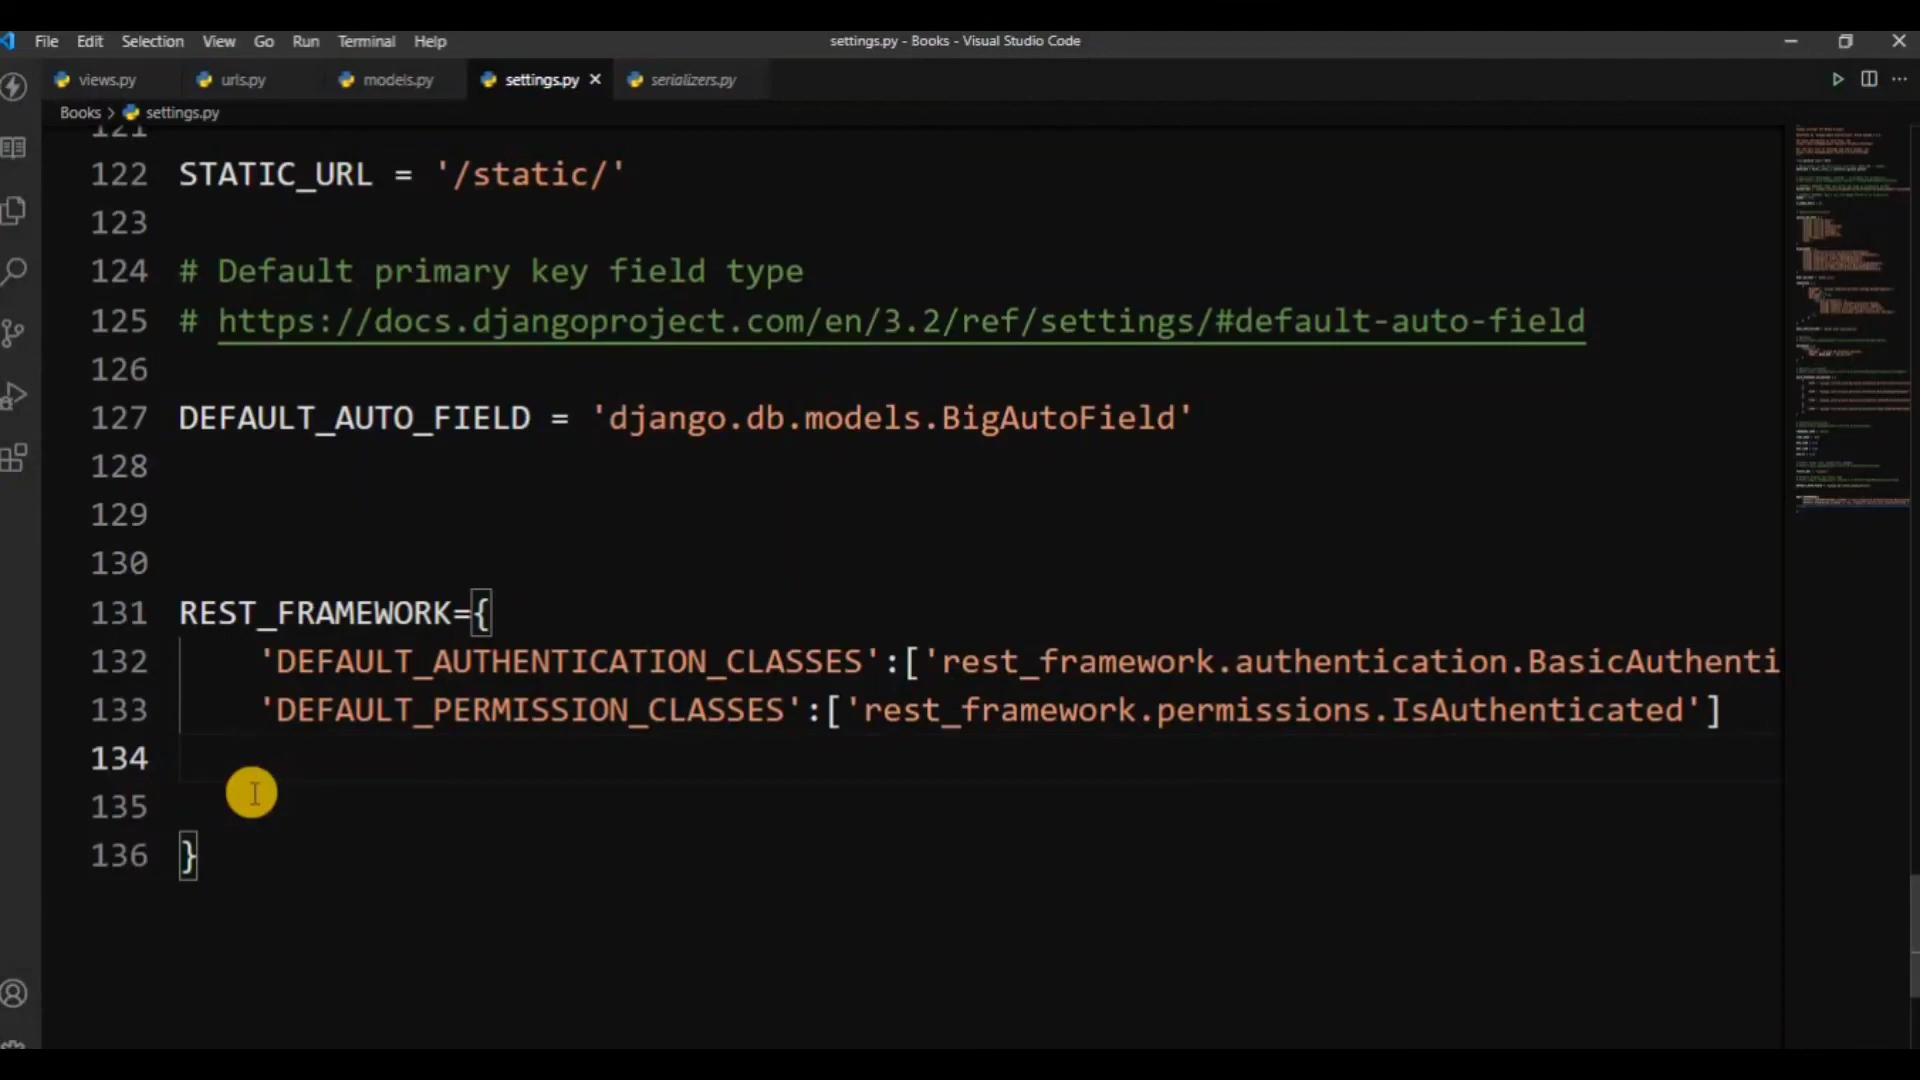 File Edit Selection View Go Run Terminal Help
settings.py - Books - Visual Studio Code
views.py urls.py models.py settings.py serializers.py
Books > settings.py
121
122 STATIC_URL = '/static/'
123
124 # Default primary key field type
125 # https://docs.djangoproject.com/en/3.2/ref/settings/#default-auto-field
126
127 DEFAULT_AUTO_FIELD = 'django.db.models.BigAutoField'
128
129
130
131 REST_FRAMEWORK={
132 'DEFAULT_AUTHENTICATION_CLASSES':['rest_framework.authentication.BasicAuthenti
133 'DEFAULT_PERMISSION_CLASSES':['rest_framework.permissions.IsAuthenticated']
134
135
136 }